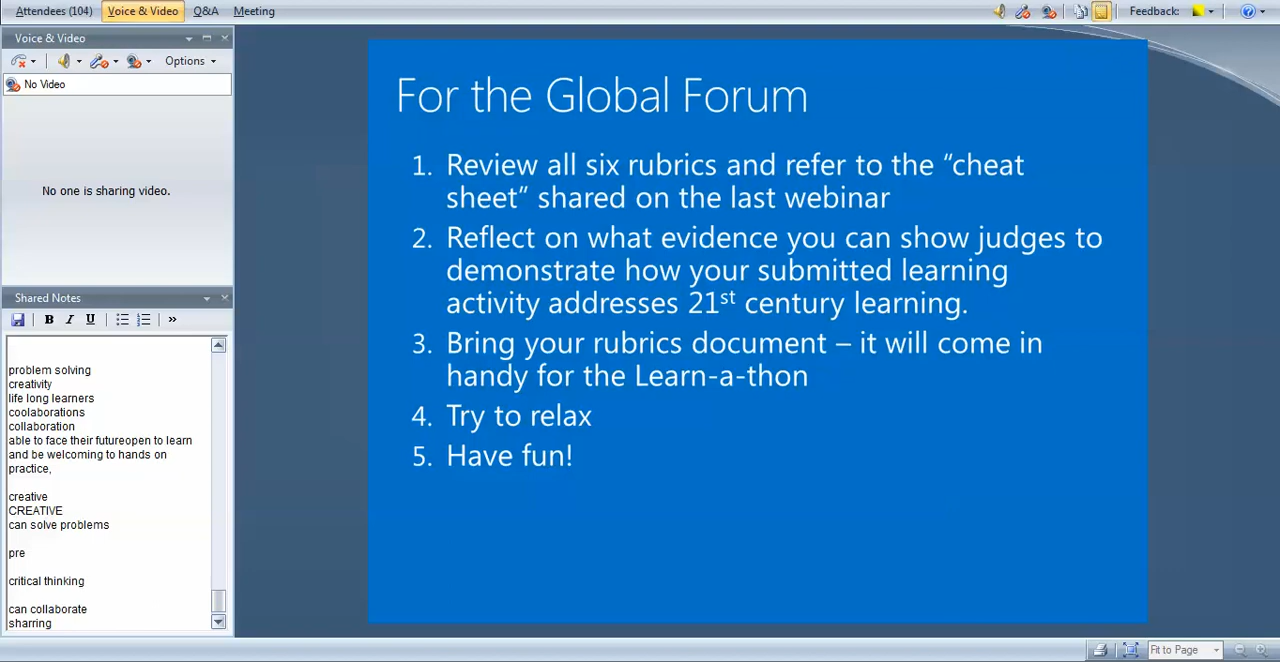 Attendees (104) Voice & Video Q&A Meeting Feedback:
Voice & Video
Options
No Video
No one is sharing video.
Shared Notes
B I U »
problem solving
creativity
life long learners
coolaborations
collaboration
able to face their futureopen to learn
and be welcoming to hands on
practice,
creative
CREATIVE
can solve problems
pre
critical thinking
can collaborate
sharring
For the Global Forum
1. Review all six rubrics and refer to the “cheat
sheet” shared on the last webinar
2. Reflect on what evidence you can show judges to
demonstrate how your submitted learning
activity addresses 21st century learning.
3. Bring your rubrics document – it will come in
handy for the Learn-a-thon
4. Try to relax
5. Have fun!
Fit to Page